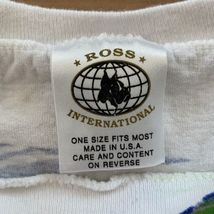 ROSS
INTERNATIONAL
ONE SIZE FITS MOST
MADE IN U.S.A.
CARE AND CONTENT
ON REVERSE